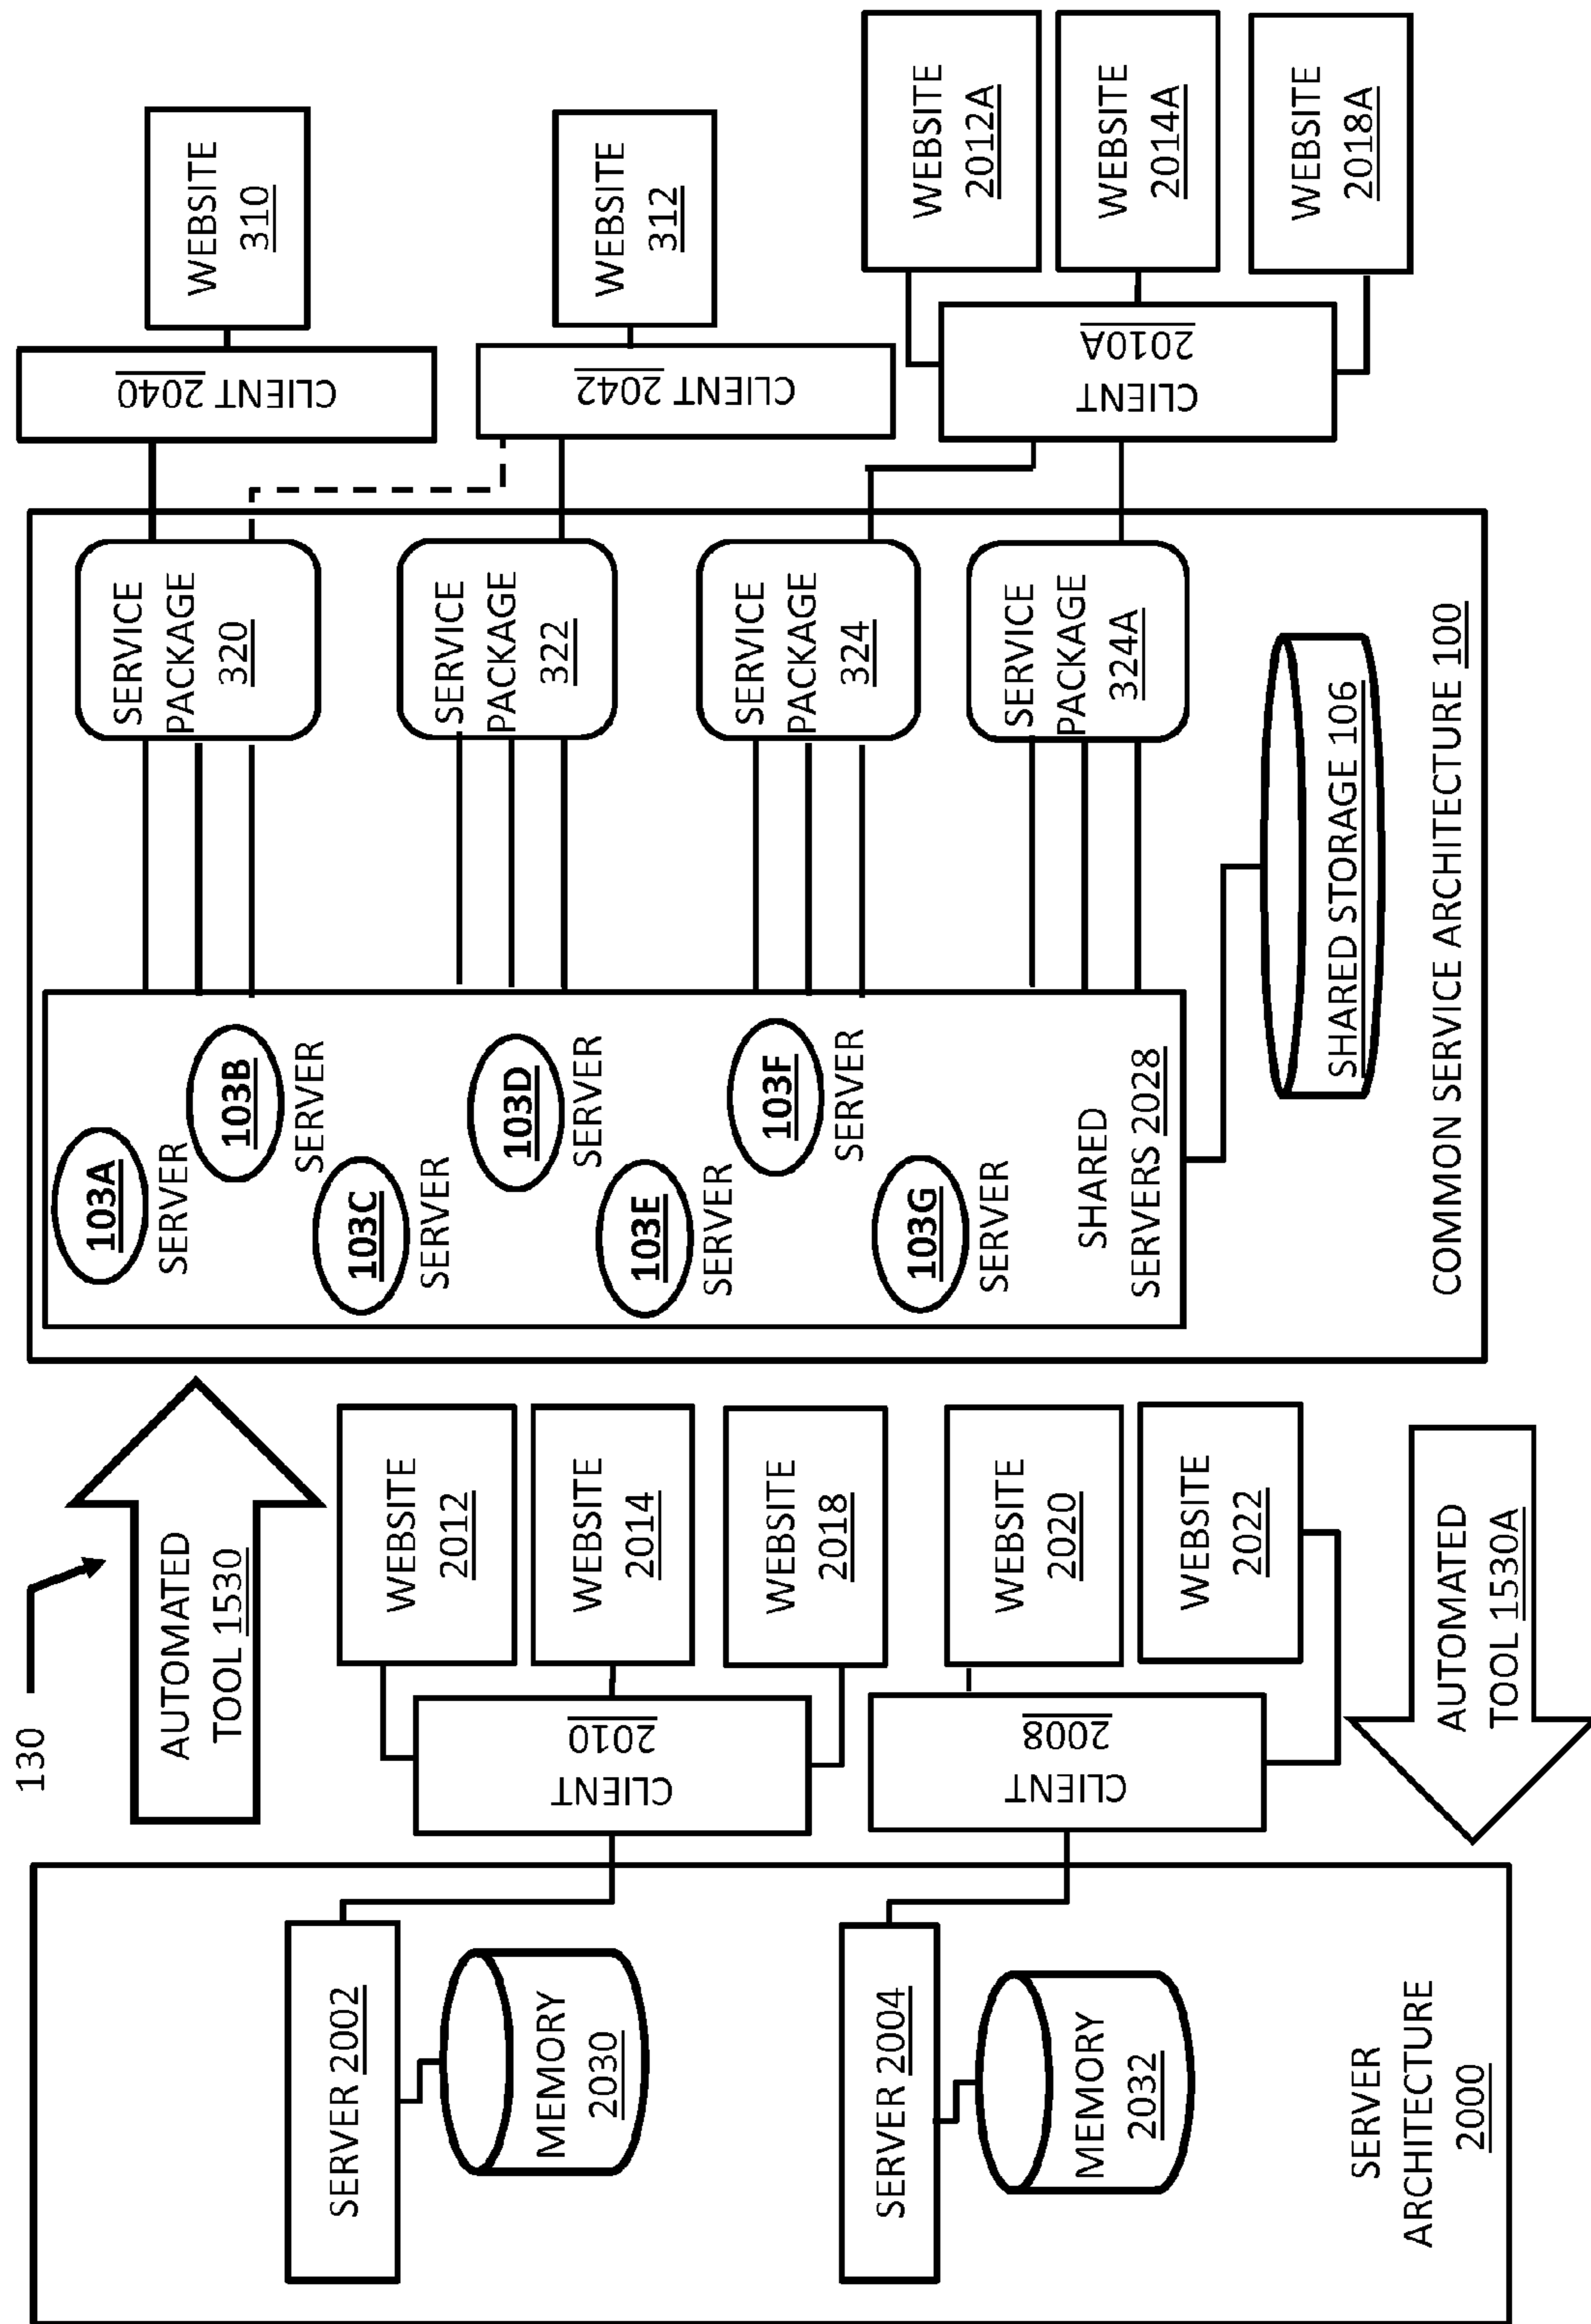 130
AUTOMATED
TOOL 1530
SERVER 2002
MEMORY
2030
SERVER 2004
MEMORY
2032
SERVER
ARCHITECTURE
2000
CLIENT
2010
WEBSITE
2012
WEBSITE
2014
WEBSITE
2018
CLIENT
2008
WEBSITE
2020
WEBSITE
2022
AUTOMATED
TOOL 1530A
103A
SERVER
103B
SERVER
103C
SERVER
103D
SERVER
103E
SERVER
103F
SERVER
103G
SERVER
SHARED
SERVERS 2028
SERVICE
PACKAGE
320
SERVICE
PACKAGE
322
SERVICE
PACKAGE
324
SERVICE
PACKAGE
324A
SHARED STORAGE 106
COMMON SERVICE ARCHITECTURE 100
CLIENT 2040
WEBSITE
310
CLIENT 2042
WEBSITE
312
CLIENT
2010A
WEBSITE
2012A
WEBSITE
2014A
WEBSITE
2018A